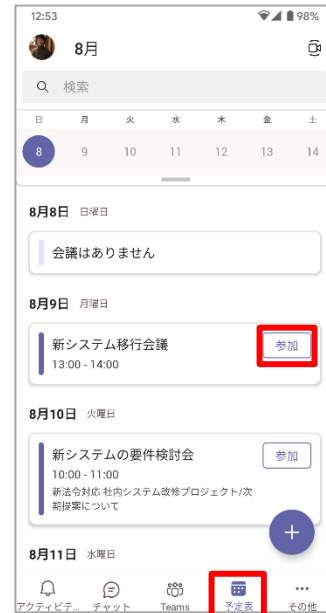 12:53 98%
8月
検索
日 月 火 水 木 金 土
8 9 10 11 12 13 14
8月8日 日曜日
会議はありません
8月9日 月曜日
新システム移行会議 参加
13:00 - 14:00
8月10日 火曜日
新システムの要件検討会 参加
10:00 - 11:00
新法令対応 社内システム改修プロジェクト/次
期提案について
8月11日 水曜日
アクティビテ... チャット Teams 予定表 その他